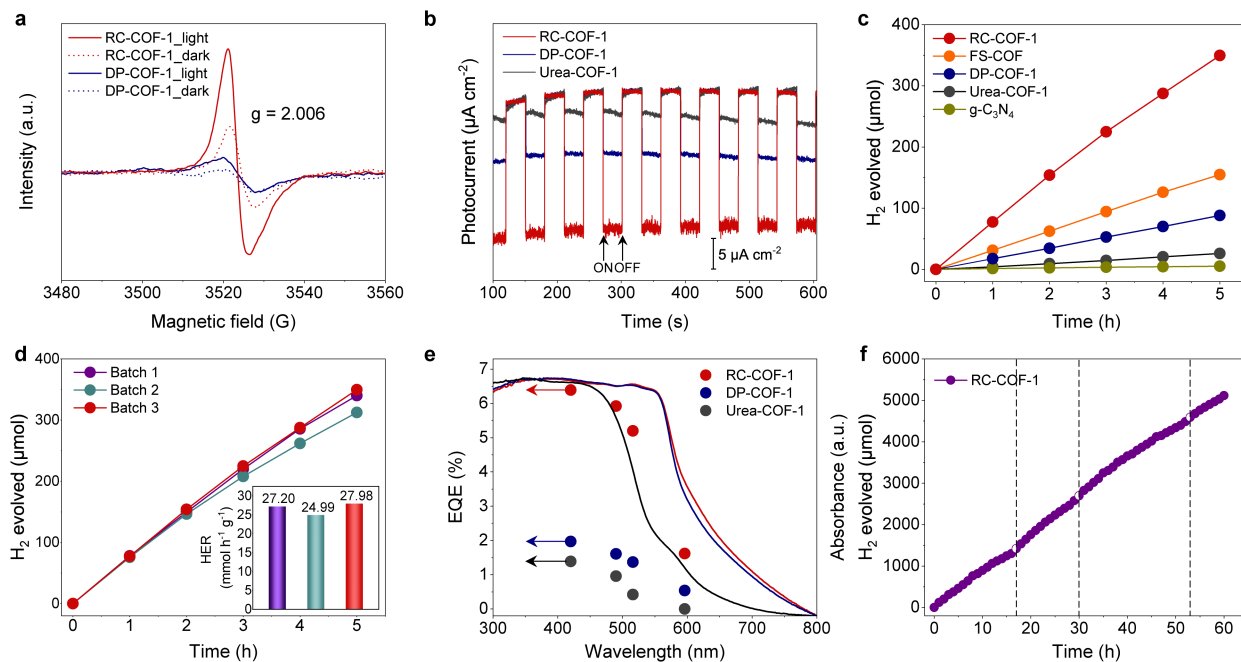 a
RC-COF-1_light
RC-COF-1_dark
DP-COF-1_light
DP-COF-1_dark
g = 2.006
Intensity (a.u.)
3480 3500 3520 3540 3560
Magnetic field (G)
b
RC-COF-1
DP-COF-1
Urea-COF-1
Photocurrent (µA cm-2)
ON OFF
5 µA cm-2
100 200 300 400 500 600
Time (s)
c
RC-COF-1
FS-COF
DP-COF-1
Urea-COF-1
g-C3N4
H2 evolved (µmol)
400
300
200
100
0
0 1 2 3 4 5
Time (h)
d
Batch 1
Batch 2
Batch 3
H2 evolved (µmol)
400
300
200
100
0
0 1 2 3 4 5
Time (h)
HER
(mmol h-1 g-1)
30
25
20
15
10
5
0
27.20
24.99
27.98
e
RC-COF-1
DP-COF-1
Urea-COF-1
EQE (%)
7
6
5
4
3
2
1
0
300 400 500 600 700 800
Wavelength (nm)
Absorbance (a.u.)
f
RC-COF-1
H2 evolved (µmol)
6000
5000
4000
3000
2000
1000
0
0 10 20 30 40 50 60
Time (h)